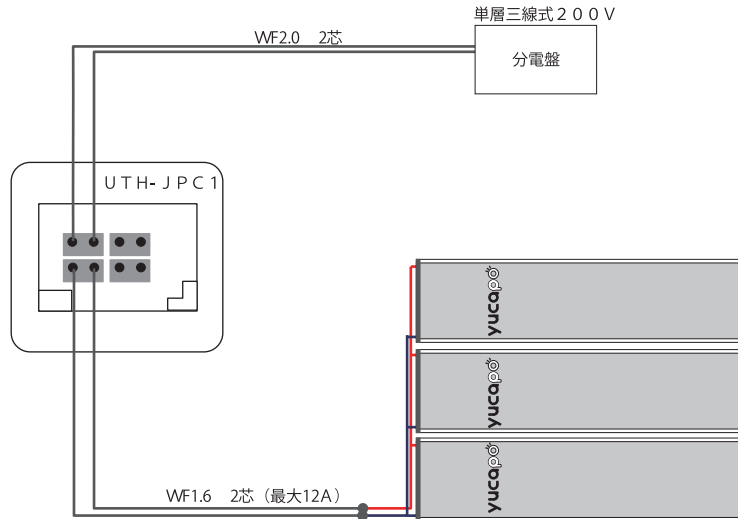 単層三線式２００Ｖ
WF2.0　2芯
分電盤
ＵＴＨ-ＪＰＣ１
yucapo
yucapo
yucapo
WF1.6　2芯（最大12A）